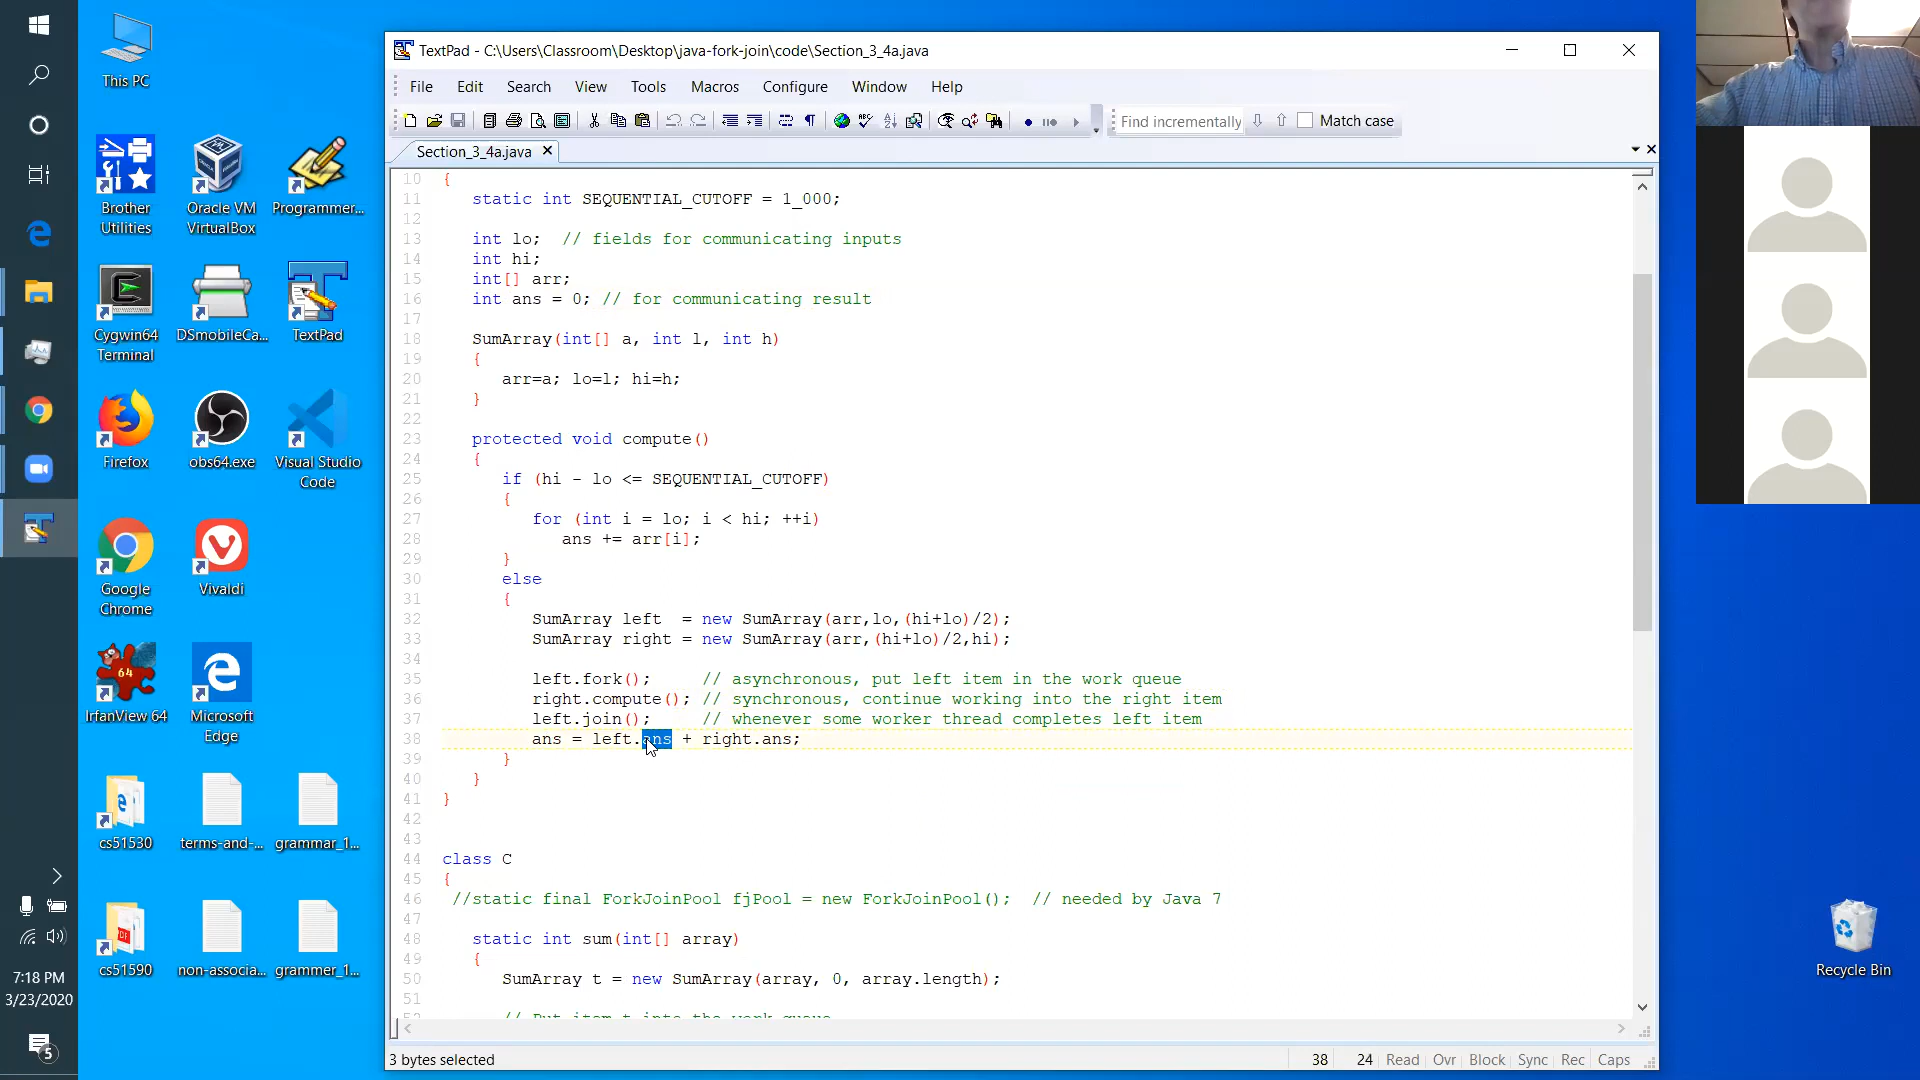 This PC
Brother Utilities
Oracle VM VirtualBox
Programmer...
Cygwin64 Terminal
DSmobileCa...
TextPad
Firefox
obs64.exe
Visual Studio Code
Google Chrome
Vivaldi
64
IrfanView 64
Microsoft Edge
cs51530
terms-and-...
grammar_1...
cs51590
non-associa...
grammer_1...
Recycle Bin
7:18 PM
3/23/2020
5
TextPad - C:\Users\Classroom\Desktop\java-fork-join\code\Section_3_4a.java
File Edit Search View Tools Macros Configure Window Help
Find incrementally Match case
Section_3_4a.java
10 {
11 static int SEQUENTIAL_CUTOFF = 1_000;
12
13 int lo; // fields for communicating inputs
14 int hi;
15 int[] arr;
16 int ans = 0; // for communicating result
17
18 SumArray(int[] a, int l, int h)
19 {
20 arr=a; lo=l; hi=h;
21 }
22
23 protected void compute()
24 {
25 if (hi - lo <= SEQUENTIAL_CUTOFF)
26 {
27 for (int i = lo; i < hi; ++i)
28 ans += arr[i];
29 }
30 else
31 {
32 SumArray left = new SumArray(arr,lo,(hi+lo)/2);
33 SumArray right = new SumArray(arr,(hi+lo)/2,hi);
34
35 left.fork(); // asynchronous, put left item in the work queue
36 right.compute(); // synchronous, continue working into the right item
37 left.join(); // whenever some worker thread completes left item
38 ans = left.ans + right.ans;
39 }
40 }
41 }
42
43
44 class C
45 {
46 //static final ForkJoinPool fjPool = new ForkJoinPool(); // needed by Java 7
47
48 static int sum(int[] array)
49 {
50 SumArray t = new SumArray(array, 0, array.length);
51
52 // Put item t into the work queue
3 bytes selected 38 24 Read Ovr Block Sync Rec Caps